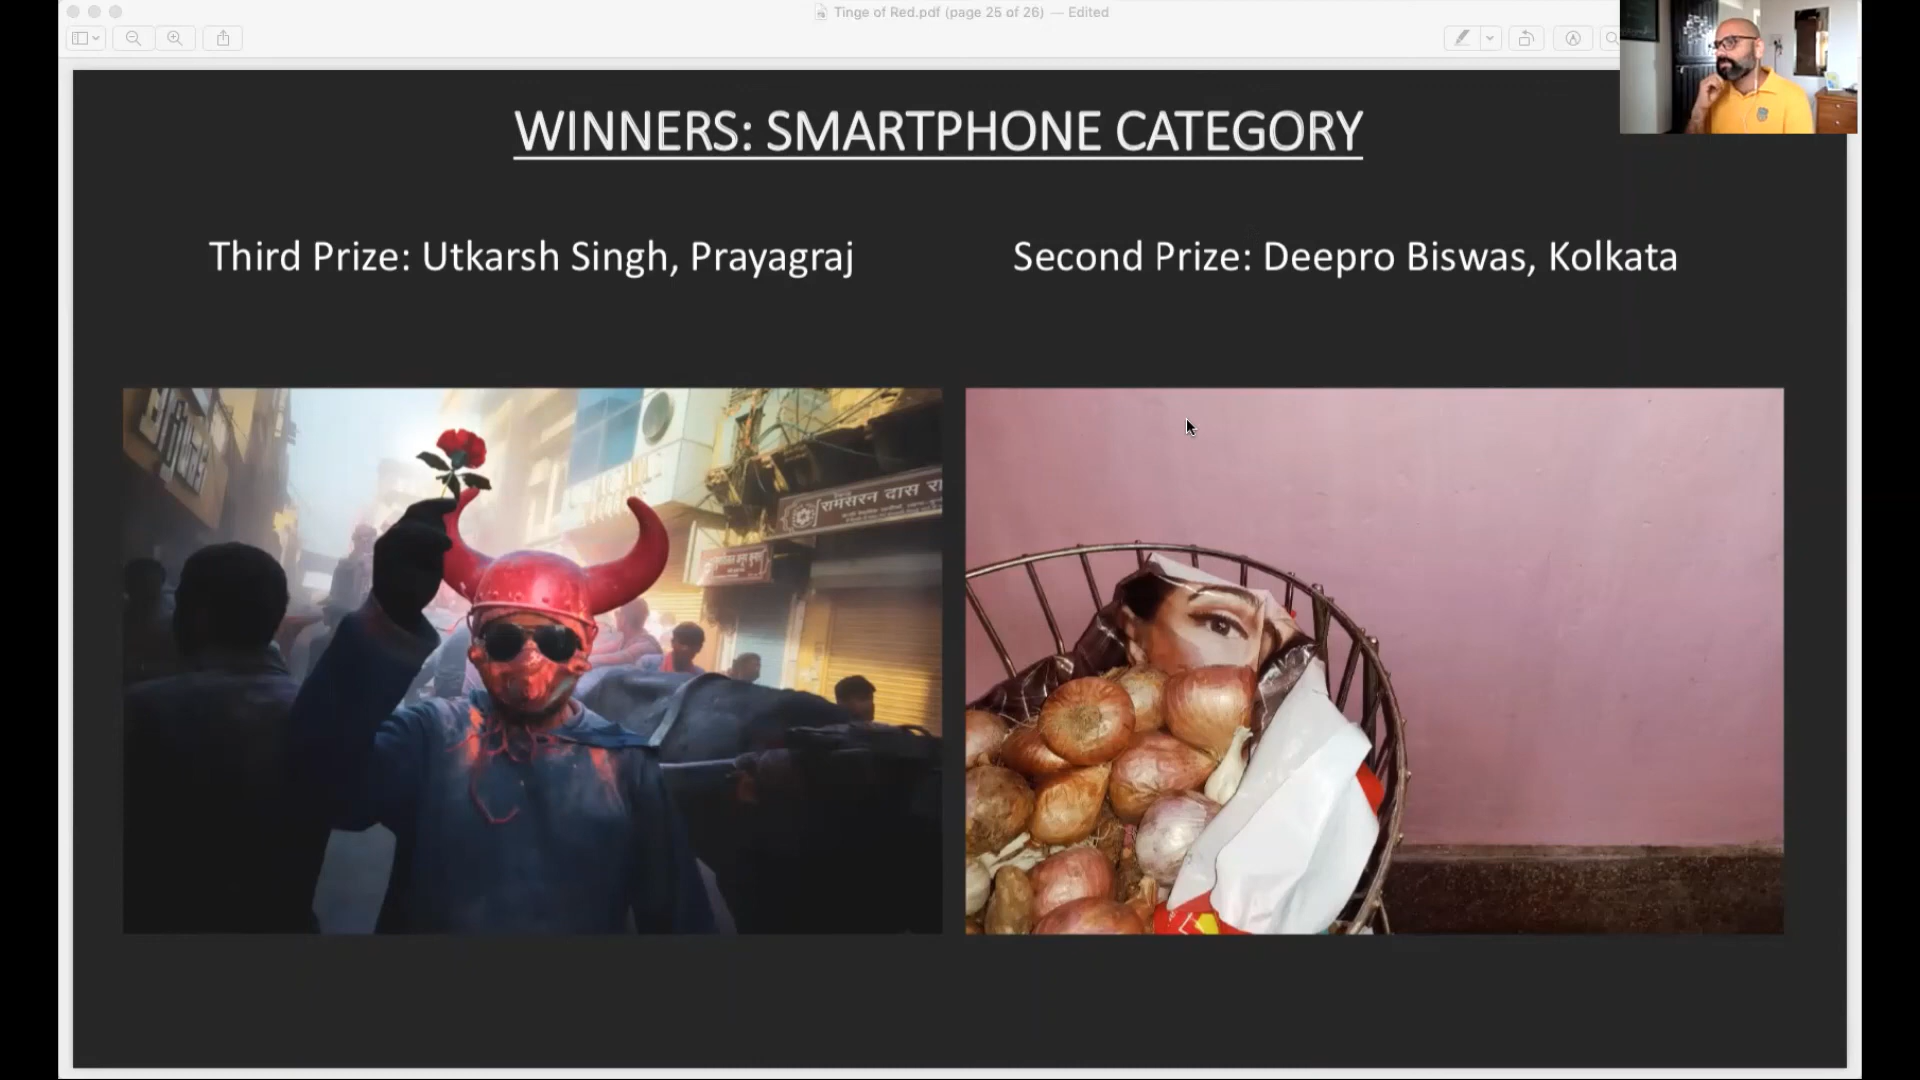 Tinge of Red.pdf (page 25 of 26) — Edited
WINNERS: SMARTPHONE CATEGORY
Third Prize: Utkarsh Singh, Prayagraj
Second Prize: Deepro Biswas, Kolkata
रामसरन दास